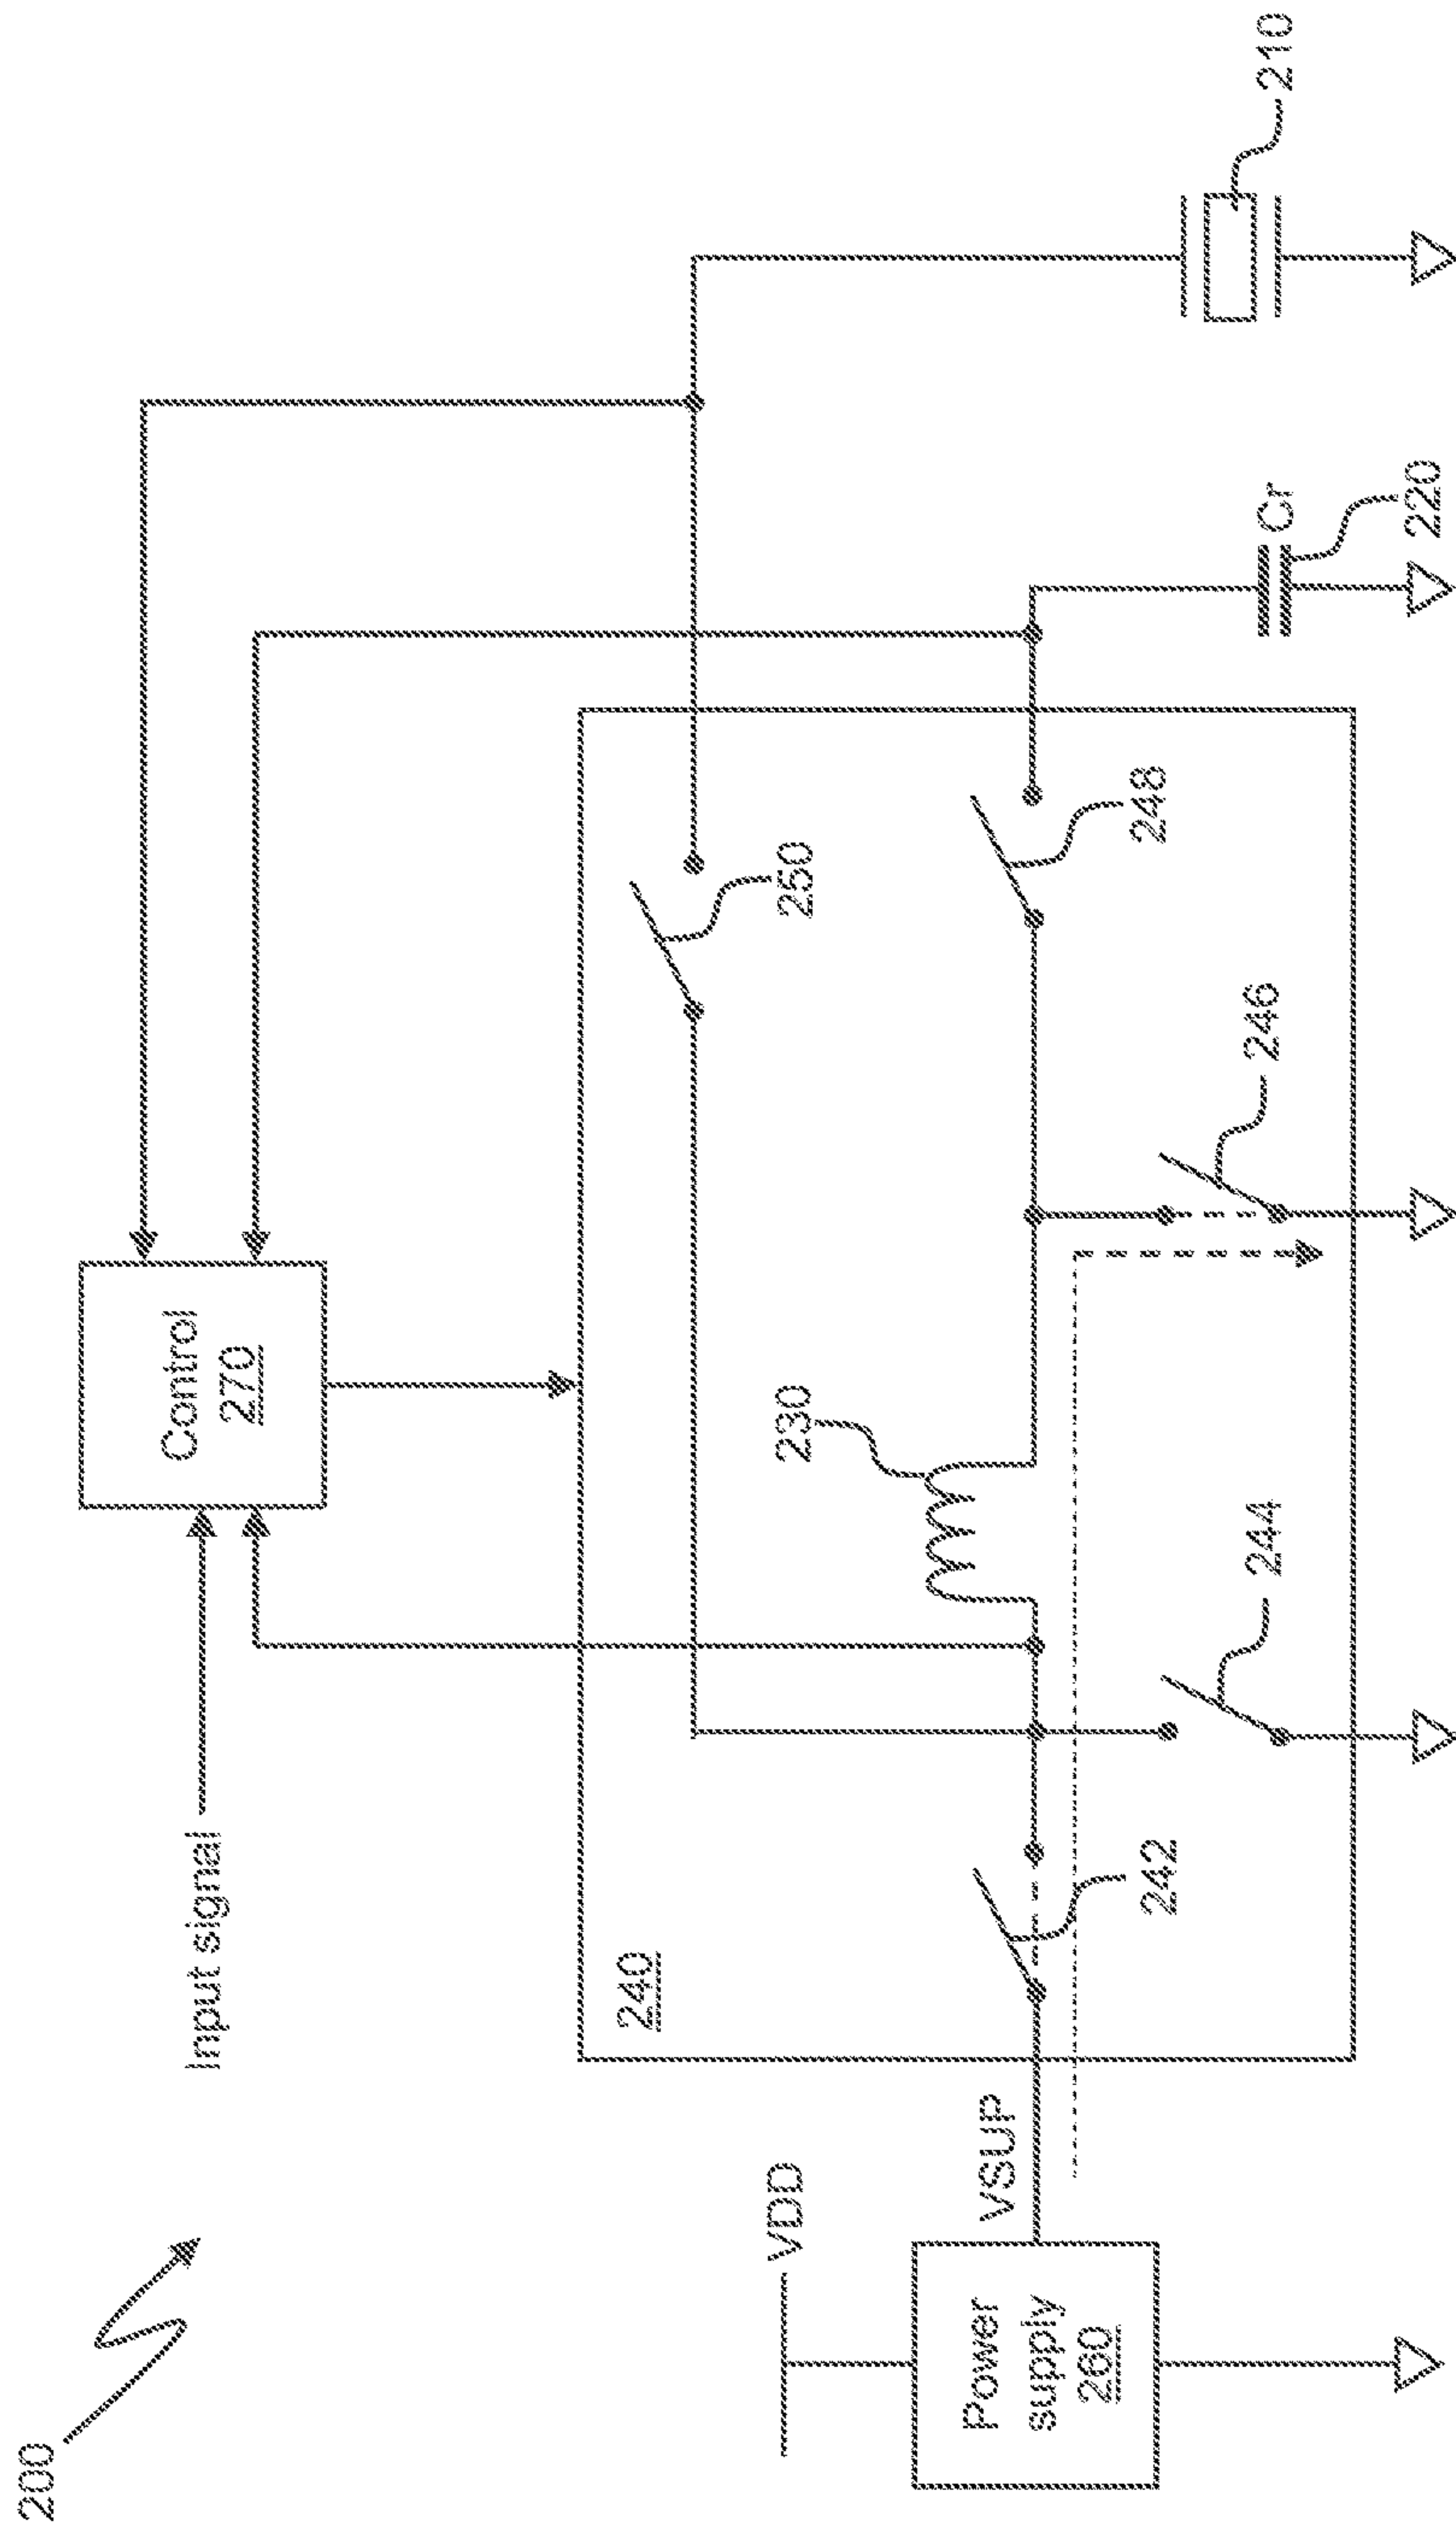 200
Input signal
Control
270
VDD
VSUP
Power
supply
260
240
242
244
230
246
248
250
Cr
220
210